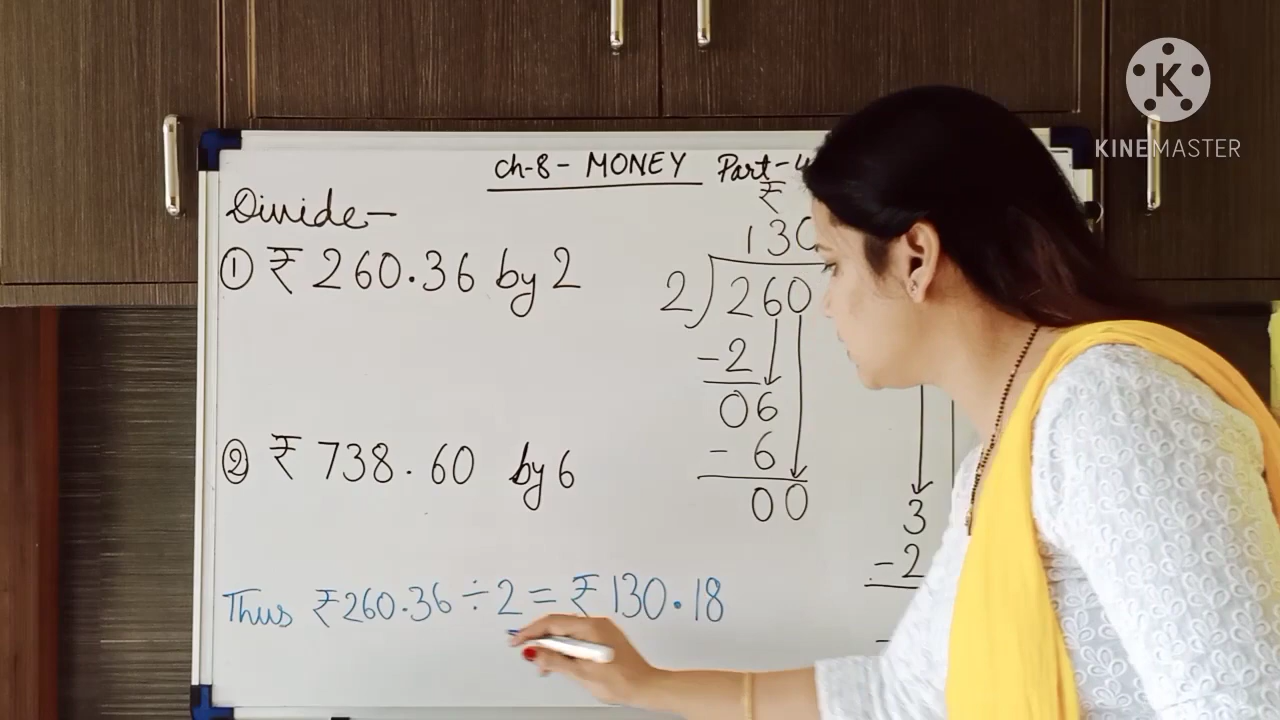 ch-8 - MONEY Part-4
Divide-
① ₹ 260.36 by 2
② ₹ 738.60 by 6
₹
130
2)260
-2
06
- 6
00
3
-2
-
Thus ₹260.36 ÷ 2 = ₹130.18
K
KINEMASTER